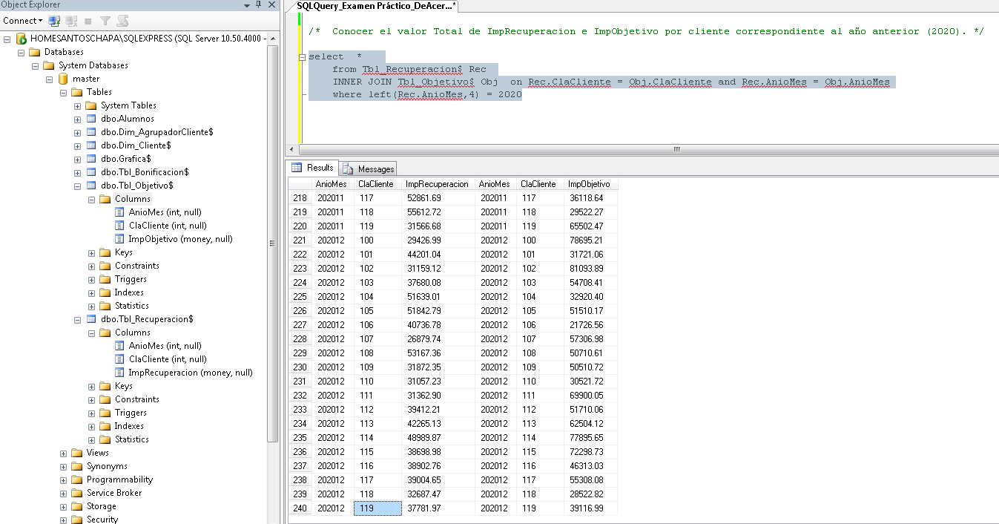 Object Explorer
Connect
HOMESANTOSCHAPA\SQLEXPRESS (SQL Server 10.50.4000 -
Databases
System Databases
master
Tables
System Tables
dbo.Alumnos
dbo.Dim_AgrupadorCliente$
dbo.Dim_Cliente$
dbo.Grafica$
dbo.Tbl_Bonificacion$
dbo.Tbl_Objetivo$
Columns
AnioMes (int, null)
ClaCliente (int, null)
ImpObjetivo (money, null)
Keys
Constraints
Triggers
Indexes
Statistics
dbo.Tbl_Recuperacion$
Columns
AnioMes (int, null)
ClaCliente (int, null)
ImpRecuperacion (money, null)
Keys
Constraints
Triggers
Indexes
Statistics
Views
Synonyms
Programmability
Service Broker
Storage
Security
SQLQuery_Examen Práctico_DeAcer...*
/* Conocer el valor Total de ImpRecuperacion e ImpObjetivo por cliente correspondiente al año anterior (2020). */
select *
from Tbl_Recuperacion$ Rec
INNER JOIN Tbl_Objetivo$ Obj on Rec.ClaCliente = Obj.ClaCliente and Rec.AnioMes = Obj.AnioMes
where left(Rec.AnioMes,4) = 2020
Results Messages
AnioMes ClaCliente ImpRecuperacion AnioMes ClaCliente ImpObjetivo
218 202011 117 52861.69 202011 117 36118.64
219 202011 118 55612.72 202011 118 29522.27
220 202011 119 31566.68 202011 119 65502.47
221 202012 100 29426.99 202012 100 78695.21
222 202012 101 44201.04 202012 101 31721.06
223 202012 102 31159.12 202012 102 81093.89
224 202012 103 37680.08 202012 103 54708.41
225 202012 104 51639.01 202012 104 32920.40
226 202012 105 51842.79 202012 105 51510.17
227 202012 106 40736.78 202012 106 21726.56
228 202012 107 26879.74 202012 107 57306.98
229 202012 108 53167.36 202012 108 50710.61
230 202012 109 31872.35 202012 109 50510.72
231 202012 110 31057.23 202012 110 30521.72
232 202012 111 31362.90 202012 111 69900.05
233 202012 112 39412.21 202012 112 51710.06
234 202012 113 42265.13 202012 113 62504.12
235 202012 114 48989.87 202012 114 77895.65
236 202012 115 38698.98 202012 115 72298.73
237 202012 116 38902.76 202012 116 46313.03
238 202012 117 39004.65 202012 117 55308.08
239 202012 118 32687.47 202012 118 28522.82
240 202012 119 37781.97 202012 119 39116.99